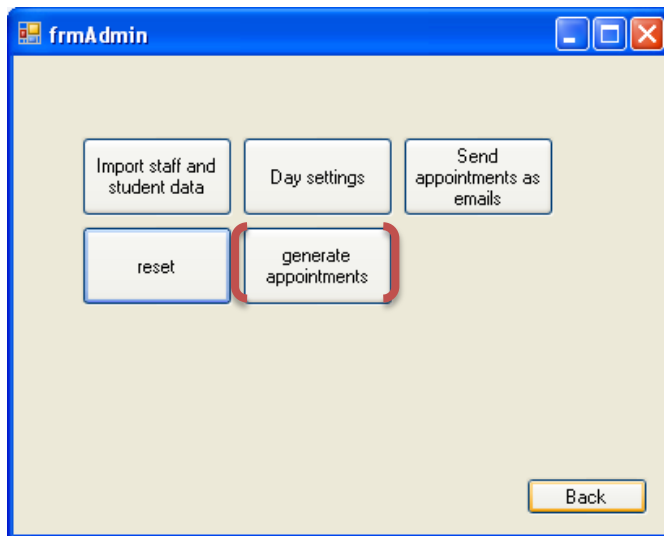 frmAdmin
Import staff and
student data
Day settings
Send
appointments as
emails
reset
generate
appointments
Back